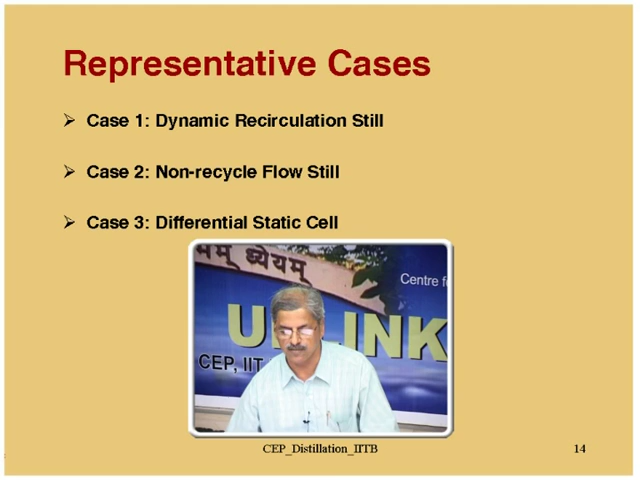 Representative Cases
➢ Case 1: Dynamic Recirculation Still
➢ Case 2: Non-recycle Flow Still
➢ Case 3: Differential Static Cell
ध्येयम्
Centre
LINK
CEP, IIT
CEP_Distillation_IITB
14